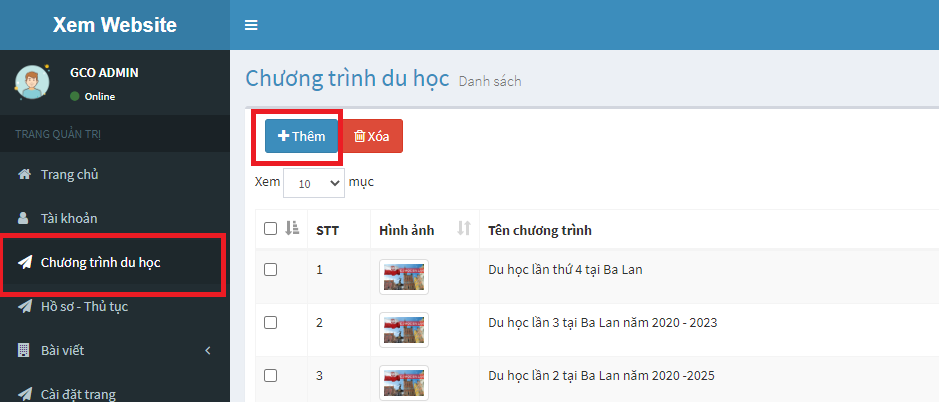 Xem Website
GCO ADMIN
Online
TRANG QUẢN TRỊ
Trang chủ
Tài khoản
Chương trình du học
Hồ sơ - Thủ tục
Bài viết
Cài đặt trang
Chương trình du học Danh sách
Thêm Xóa
Xem 10 mục
STT Hình ảnh Tên chương trình
1 Du học lần thứ 4 tại Ba Lan
2 Du học lần 3 tại Ba Lan năm 2020 - 2023
3 Du học lần 2 tại Ba Lan năm 2020 -2025